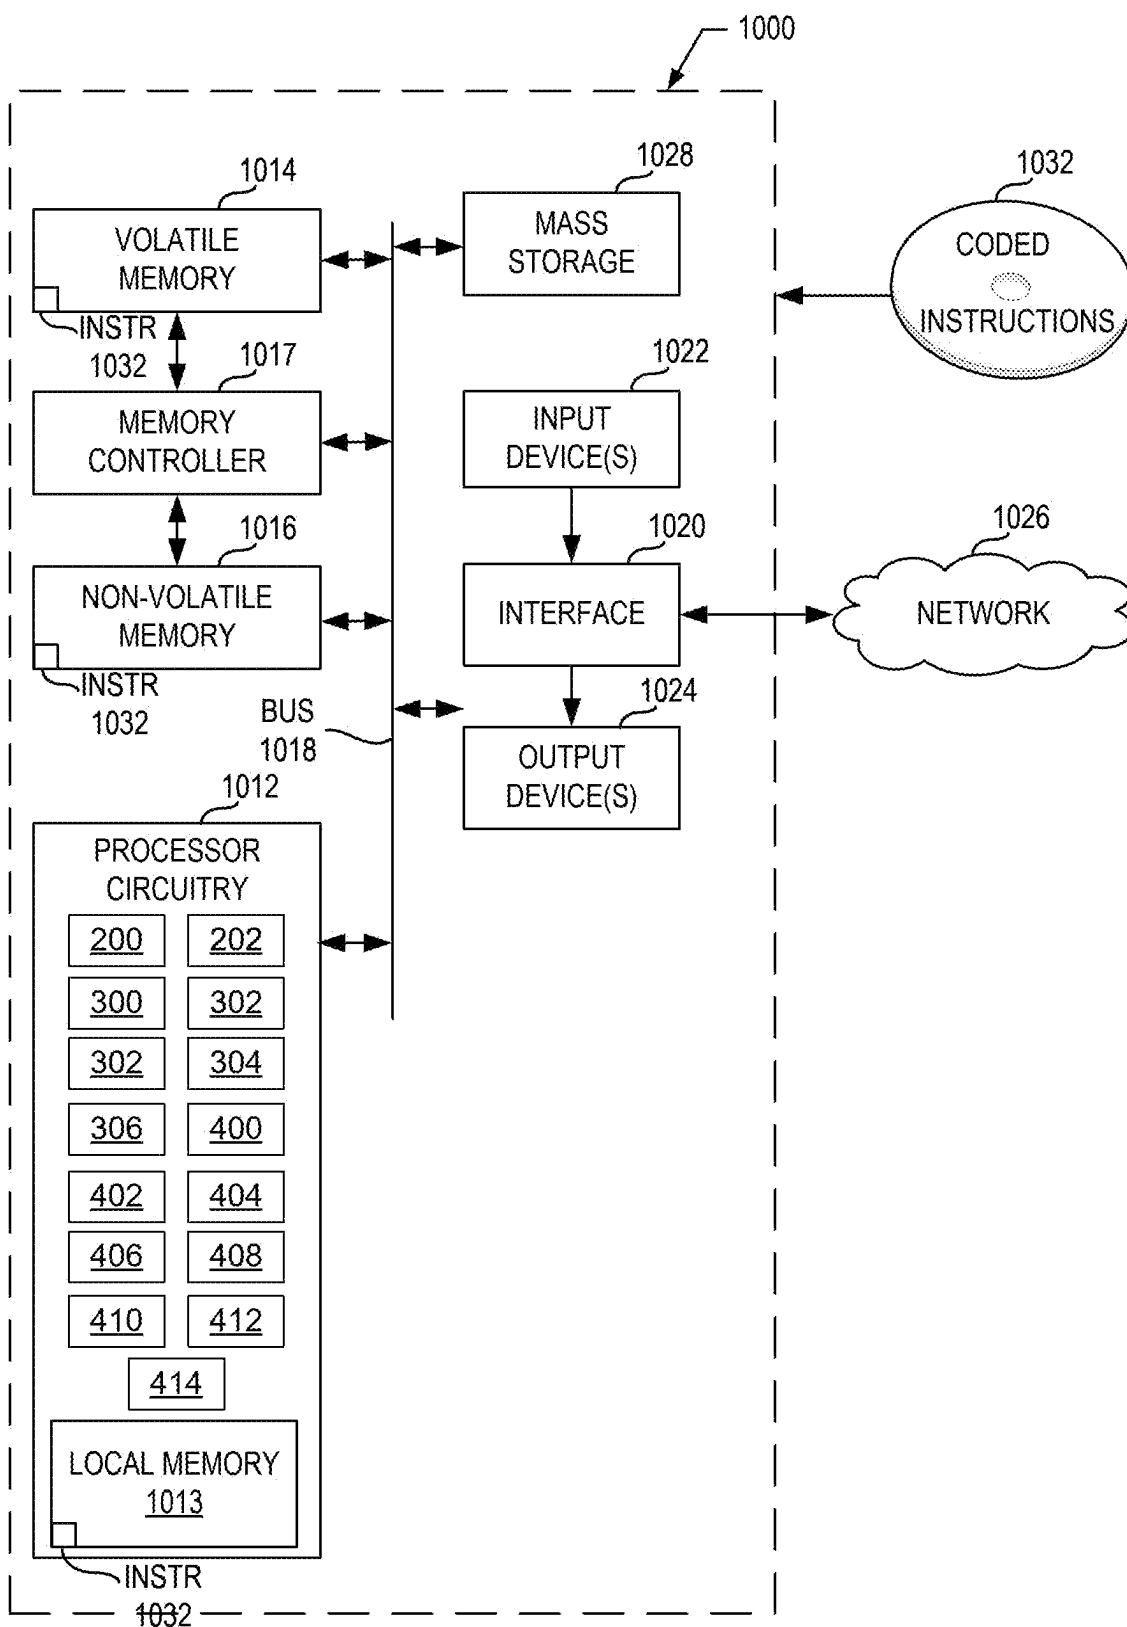 1000
1014
VOLATILE
MEMORY
INSTR
1032
1017
MEMORY
CONTROLLER
1016
NON-VOLATILE
MEMORY
INSTR
1032
BUS
1018
1028
MASS
STORAGE
1022
INPUT
DEVICE(S)
1020
INTERFACE
1024
OUTPUT
DEVICE(S)
1032
CODED
INSTRUCTIONS
1026
NETWORK
1012
PROCESSOR
CIRCUITRY
200 202
300 302
302 304
306 400
402 404
406 408
410 412
414
LOCAL MEMORY
1013
INSTR
1032